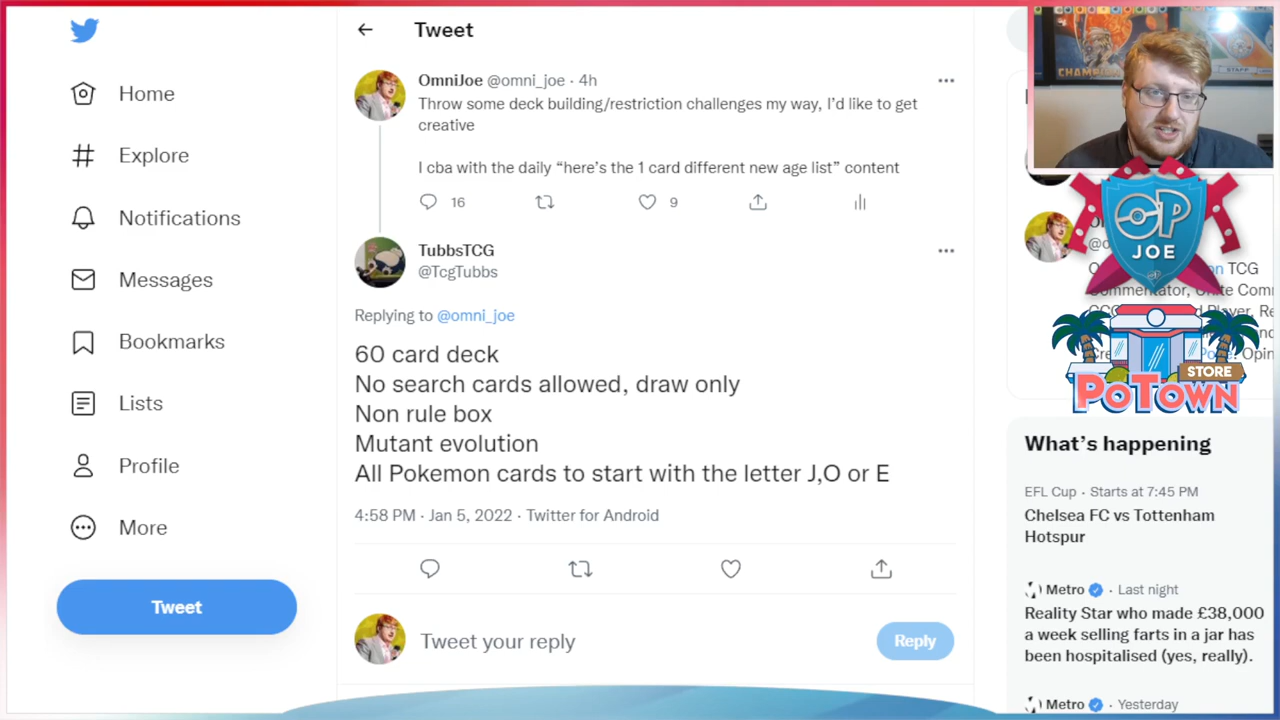 Home
Explore
Notifications
Messages
Bookmarks
Lists
Profile
More
Tweet
Tweet
OmniJoe @omni_joe · 4h
Throw some deck building/restriction challenges my way, I'd like to get
creative
I cba with the daily “here's the 1 card different new age list” content
16
9
TubbsTCG
@TcgTubbs
Replying to @omni_joe
60 card deck
No search cards allowed, draw only
Non rule box
Mutant evolution
All Pokemon cards to start with the letter J,O or E
4:58 PM · Jan 5, 2022 · Twitter for Android
Tweet your reply
Reply
CHAMPION
STAFF
OP
JOE
on TCG
STORE
POTOWN
What's happening
EFL Cup · Starts at 7:45 PM
Chelsea FC vs Tottenham
Hotspur
Metro · Last night
Reality Star who made £38,000
a week selling farts in a jar has
been hospitalised (yes, really).
Metro · Yesterday